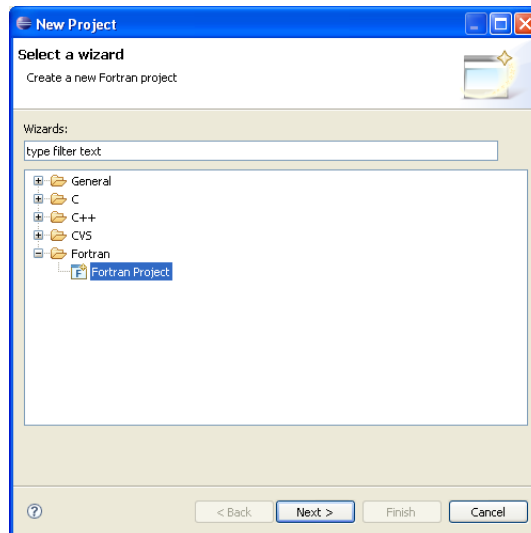 New Project
Select a wizard
Create a new Fortran project
Wizards:
type filter text
General
C
C++
CVS
Fortran
Fortran Project
< Back Next > Finish Cancel